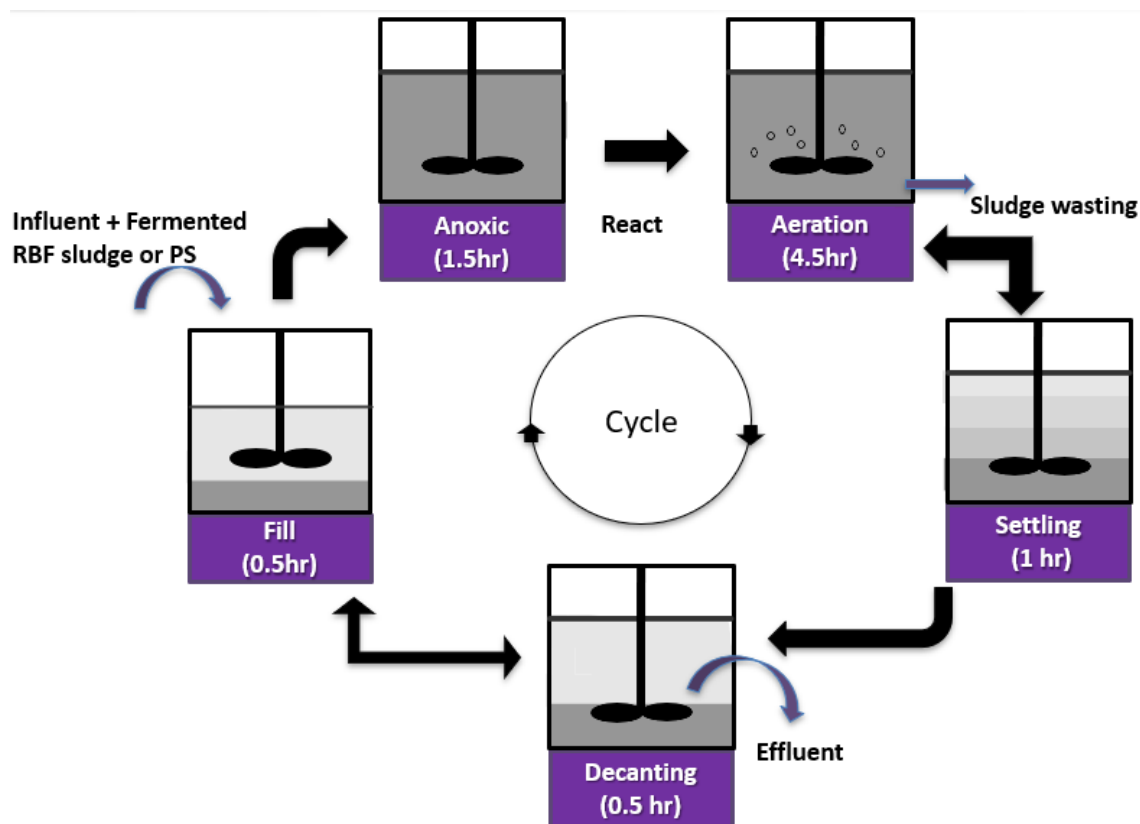 Influent + Fermented
RBF sludge or PS
Anoxic
(1.5hr)
React
Aeration
(4.5hr)
Sludge wasting
Fill
(0.5hr)
Cycle
Settling
(1 hr)
Decanting
(0.5 hr)
Effluent